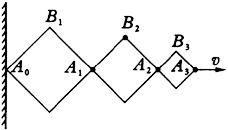 B₁
B₂
B₃
A₀ A₁ A₂ A₃ v